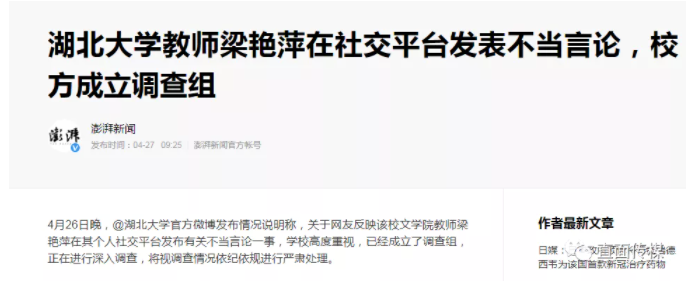 湖北大学教师梁艳萍在社交平台发表不当言论，校
方成立调查组
澎湃
澎湃新闻
发布时间：04-27 09:25 澎湃新闻官方帐号
4月26日晚，@湖北大学官方微博发布情况说明称，关于网友反映该校文学院教师梁
艳萍在其个人社交平台发布有关不当言论一事，学校高度重视，已经成立了调查组，
正在进行深入调查，将视调查情况依纪依规进行严肃处理。
作者最新文章
日媒：
德
西韦为该国首款新冠治疗药物
壹面传媒